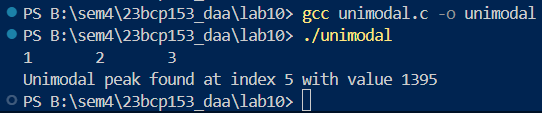 PS B:\sem4\23bcp153_daa\lab10> gcc unimodal.c -o unimodal
PS B:\sem4\23bcp153_daa\lab10> ./unimodal
1 2 3
Unimodal peak found at index 5 with value 1395
PS B:\sem4\23bcp153_daa\lab10>